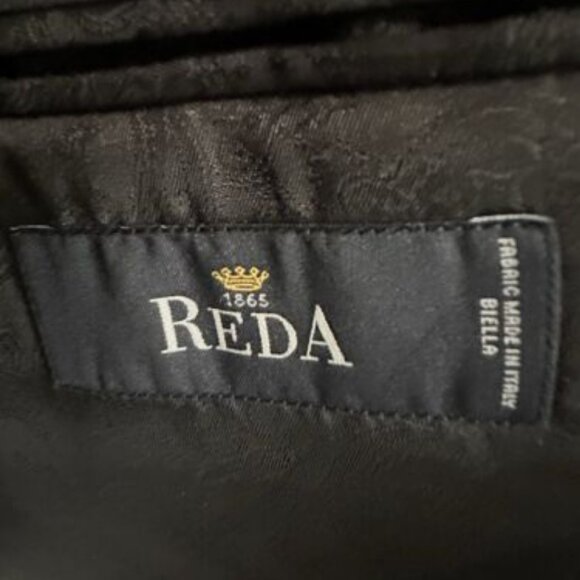 1865
REDA
FABRIC MADE IN ITALY
BIELLA